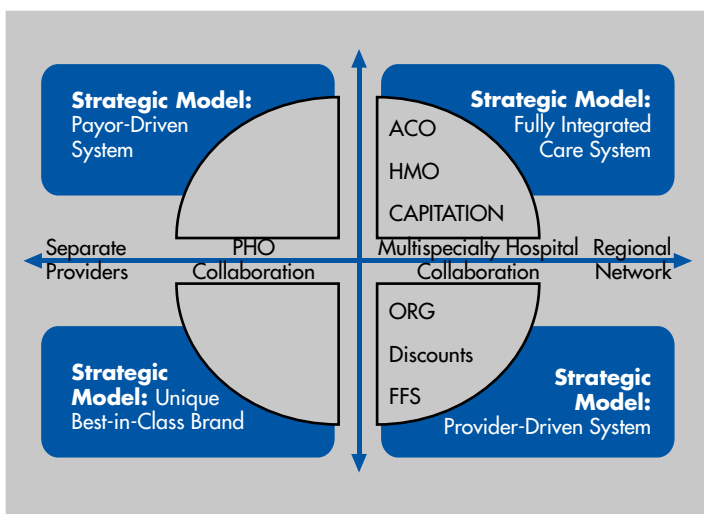 Strategic Model:
Payor-Driven
System
Strategic Model:
Fully Integrated
Care System
ACO
HMO
CAPITATION
Separate
Providers
PHO
Collaboration
Multispecialty Hospital
Collaboration
Regional
Network
ORG
Discounts
FFS
Strategic
Model: Unique
Best-in-Class Brand
Strategic
Model:
Provider-Driven System